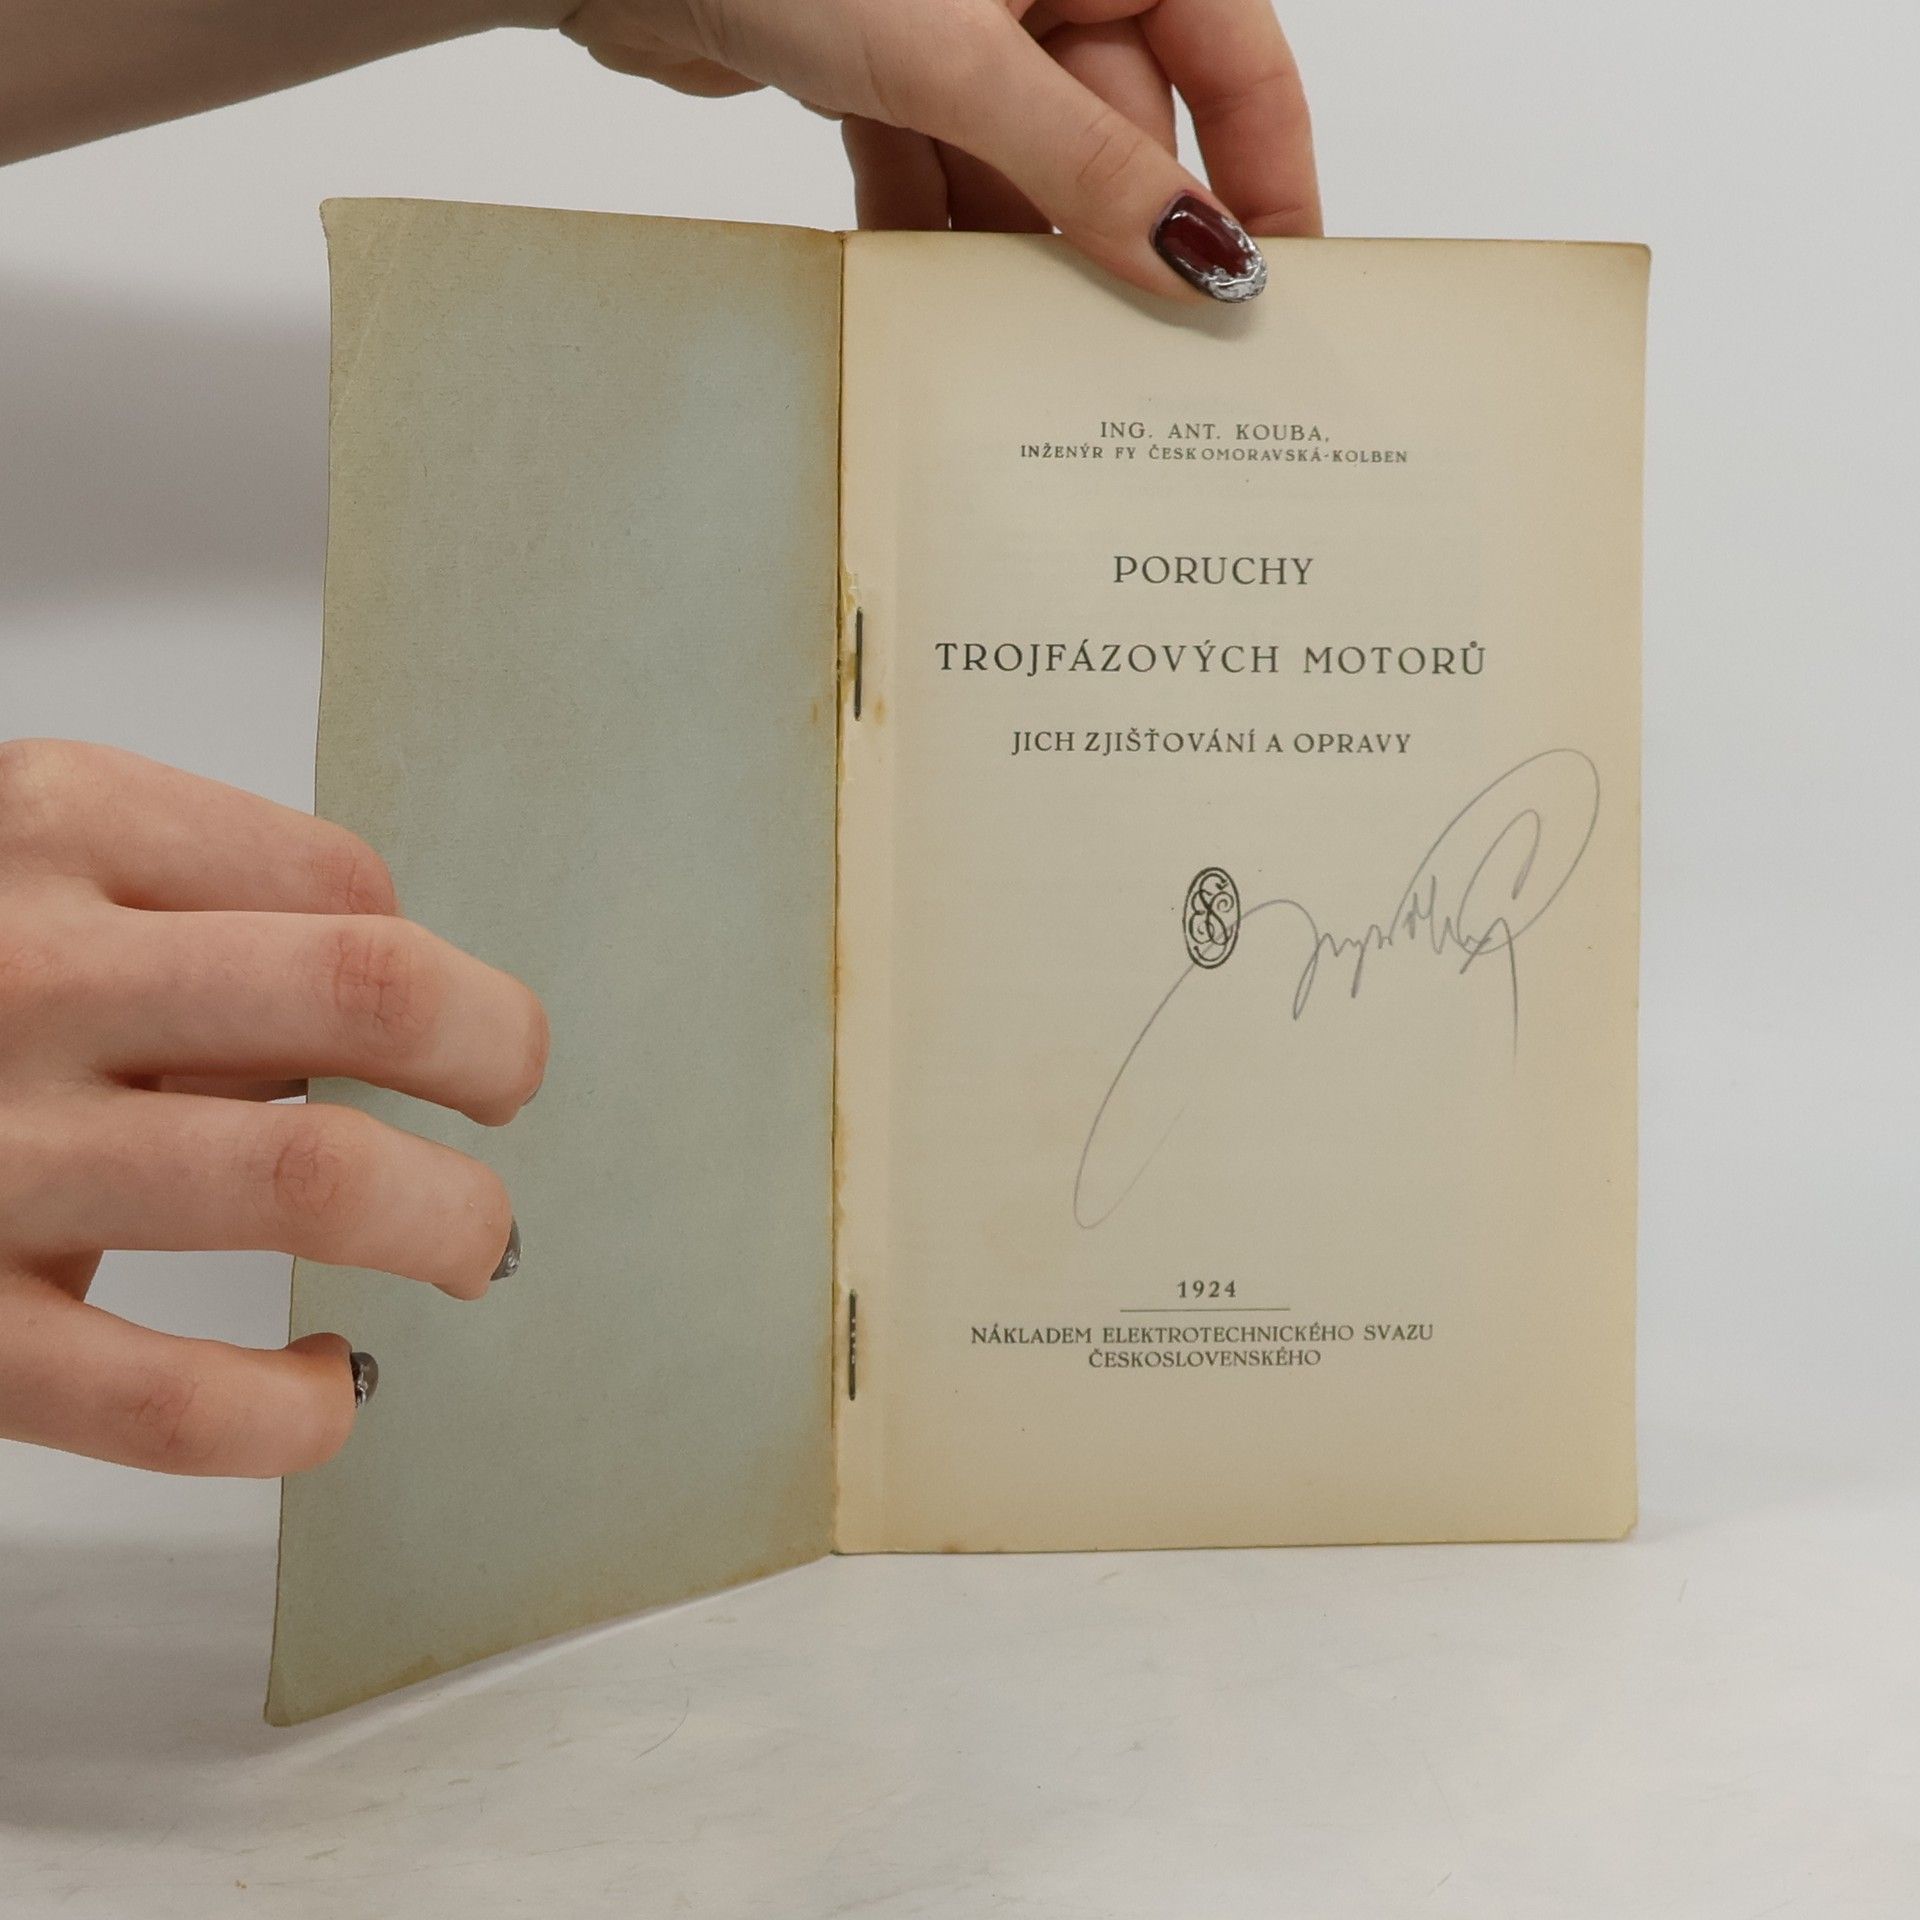 ING. ANT. KOUBA,
INŽENÝR FY ČESKOMORAVSKÁ-KOLBEN
PORUCHY
TROJFÁZOVÝCH MOTORŮ
JICH ZJIŠŤOVÁNÍ A OPRAVY
1924
NÁKLADEM ELEKTROTECHNICKÉHO SVAZU
ČESKOSLOVENSKÉHO